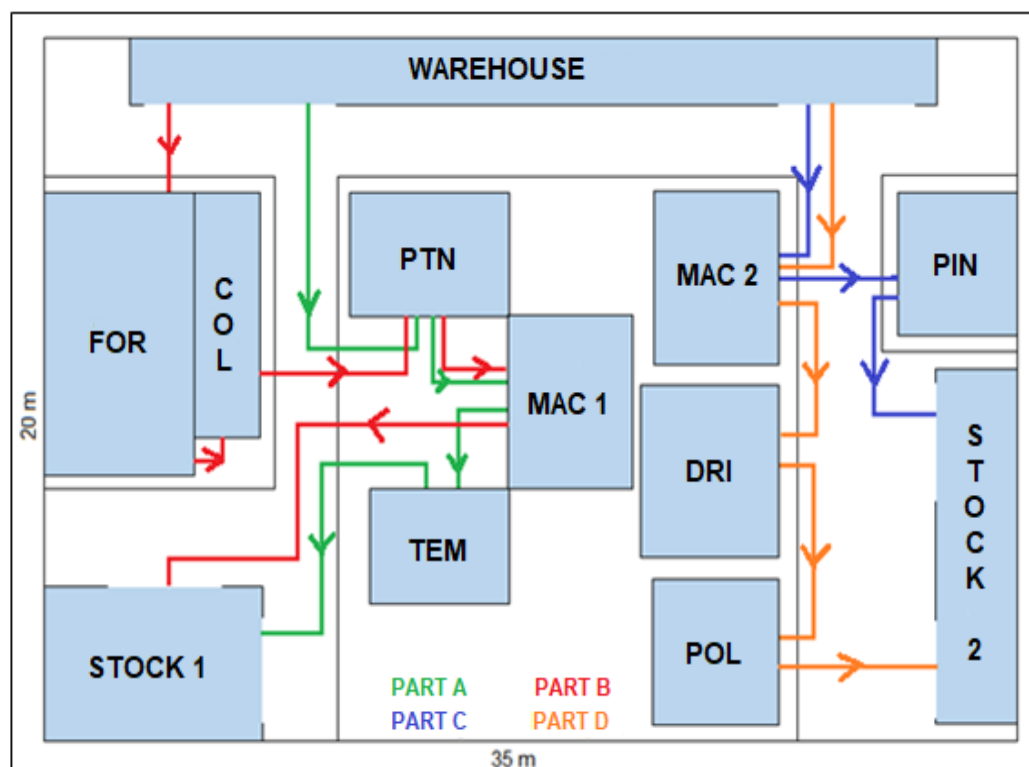 WAREHOUSE
FOR
C
O
L
PTN
MAC 1
MAC 2
PIN
DRI
TEM
POL
STOCK 1
S
T
O
C
K
2
PART A
PART B
PART C
PART D
20 m
35 m